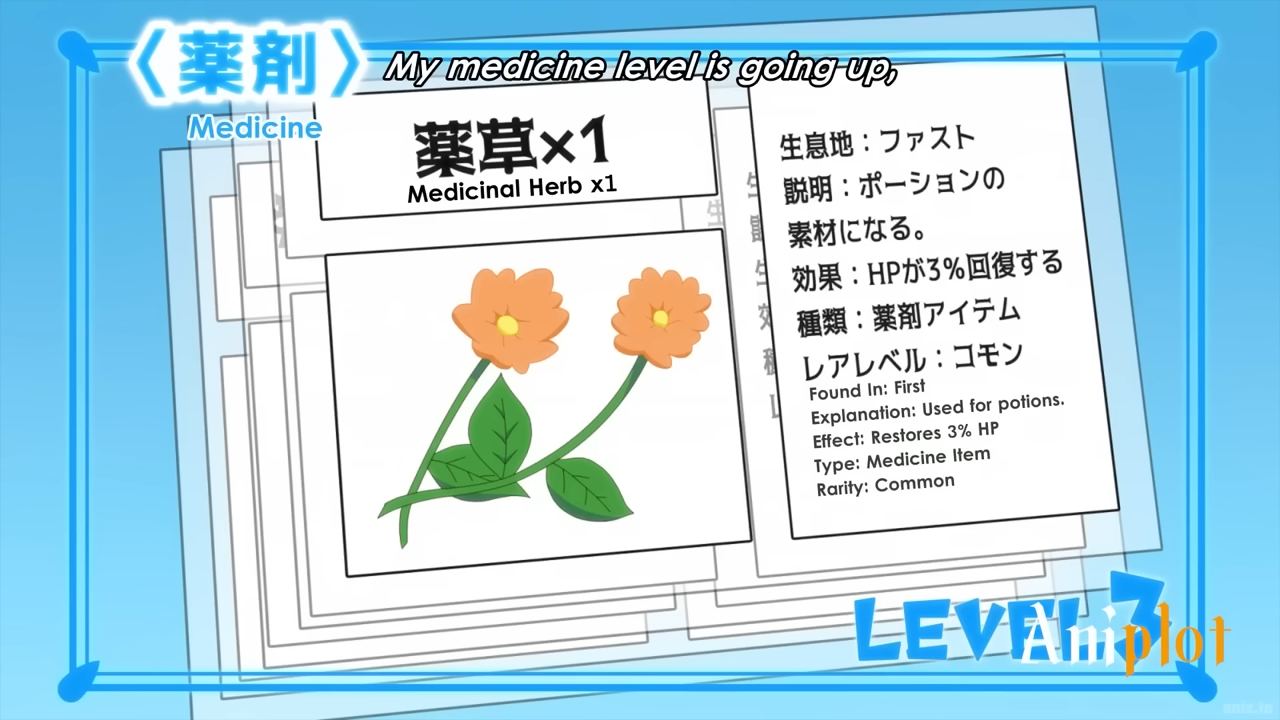 〈薬剤〉
My medicine level is going up,
Medicine
薬草×1
Medicinal Herb x1
生息地：ファスト
説明：ポーションの
素材になる。
効果：HPが3%回復する
種類：薬剤アイテム
レアレベル：コモン
Found In: First
Explanation: Used for potions.
Effect: Restores 3% HP
Type: Medicine Item
Rarity: Common
LEVEL 3
Aniplot